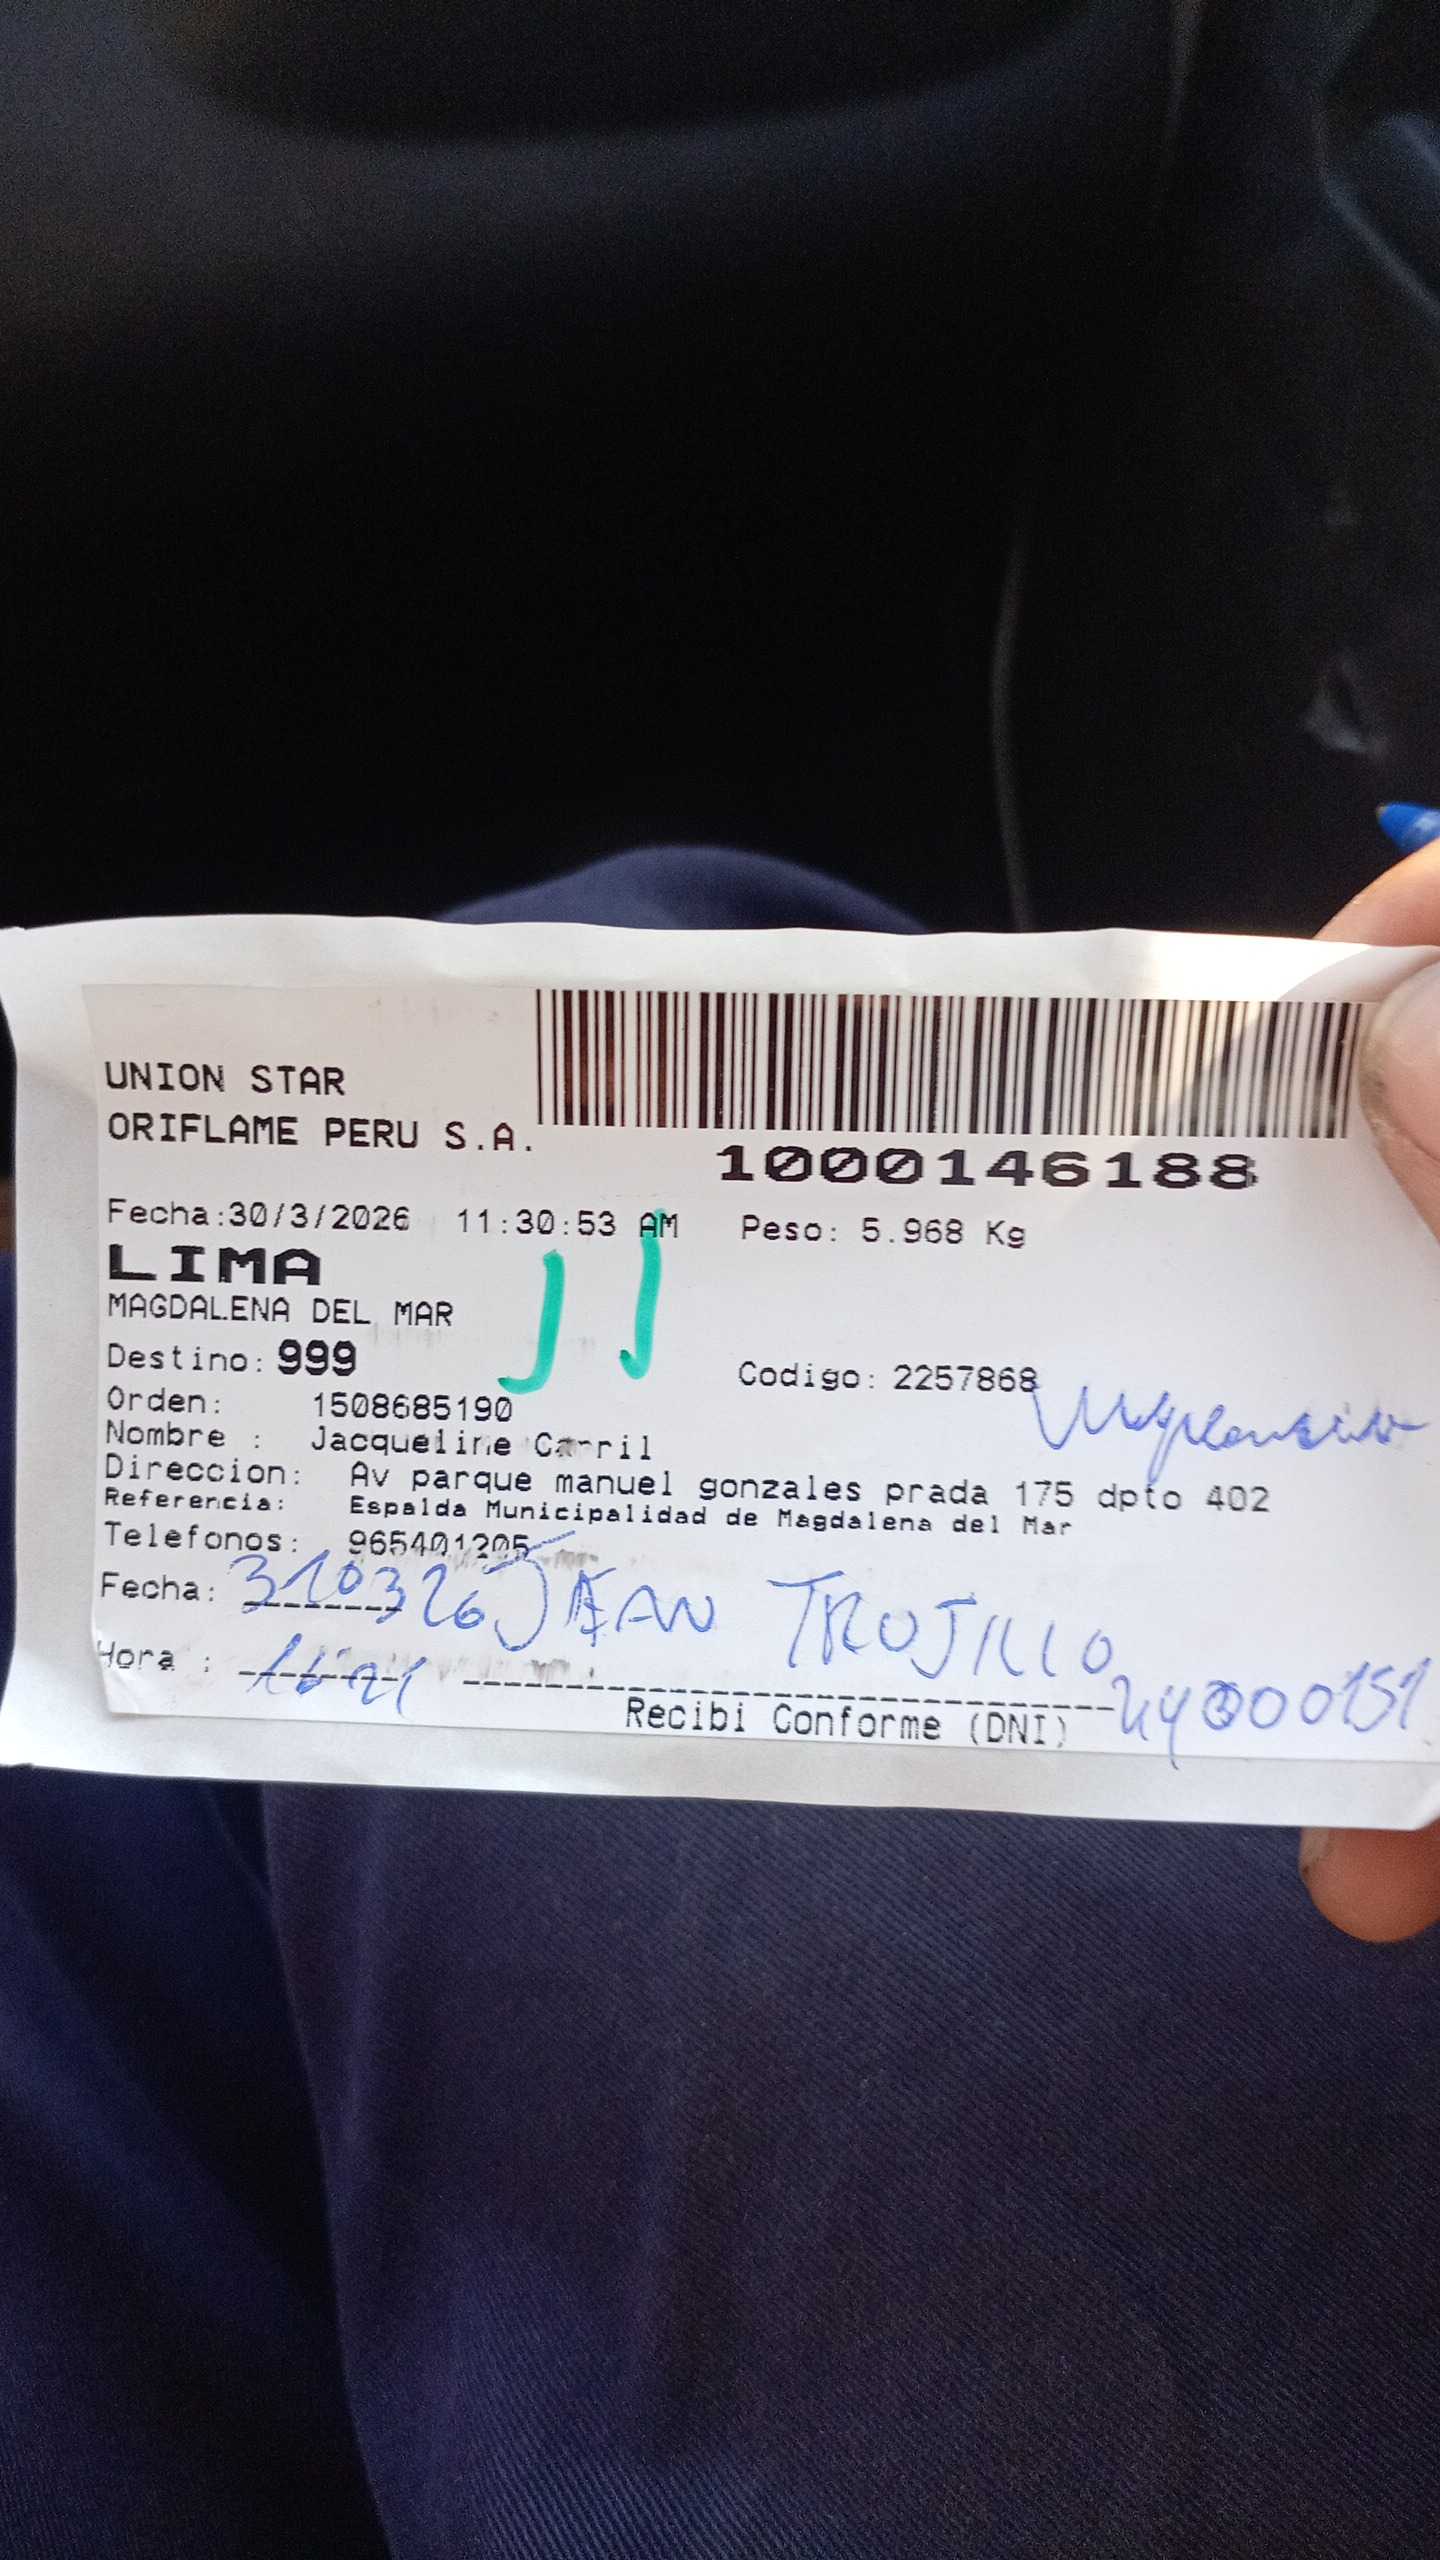 UNION STAR
ORIFLAME PERU S.A.
1000146188
Fecha:30/3/2026 11:30:53 AM Peso: 5.968 Kg
LIMA
MAGDALENA DEL MAR
Destino: 999
Codigo: 2257868
Orden: 1508685190
Nombre : Jacqueline Carril
Direccion: Av parque manuel gonzales prada 175 dpto 402
Referencia: Espalda Municipalidad de Magdalena del Mar
Telefonos: 965401205
Fecha: 310326 JEAN TRUJILLO
Hora :
Recibi Conforme (DNI)